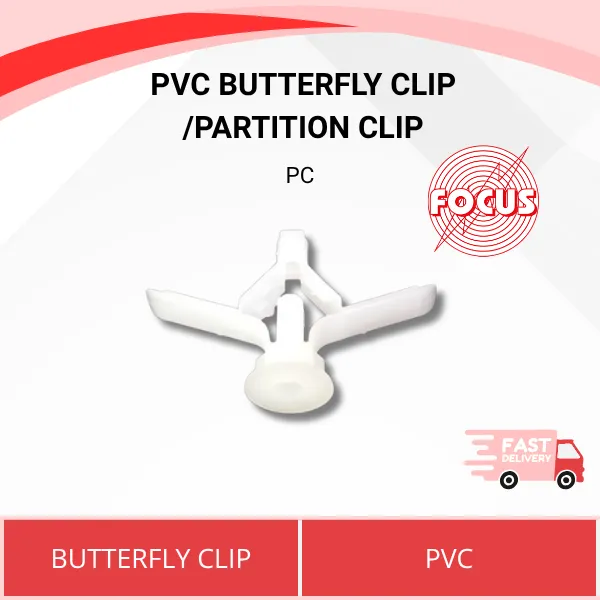 PVC BUTTERFLY CLIP
/PARTITION CLIP
PC
FOCUS
FAST
DELIVERY
BUTTERFLY CLIP
PVC